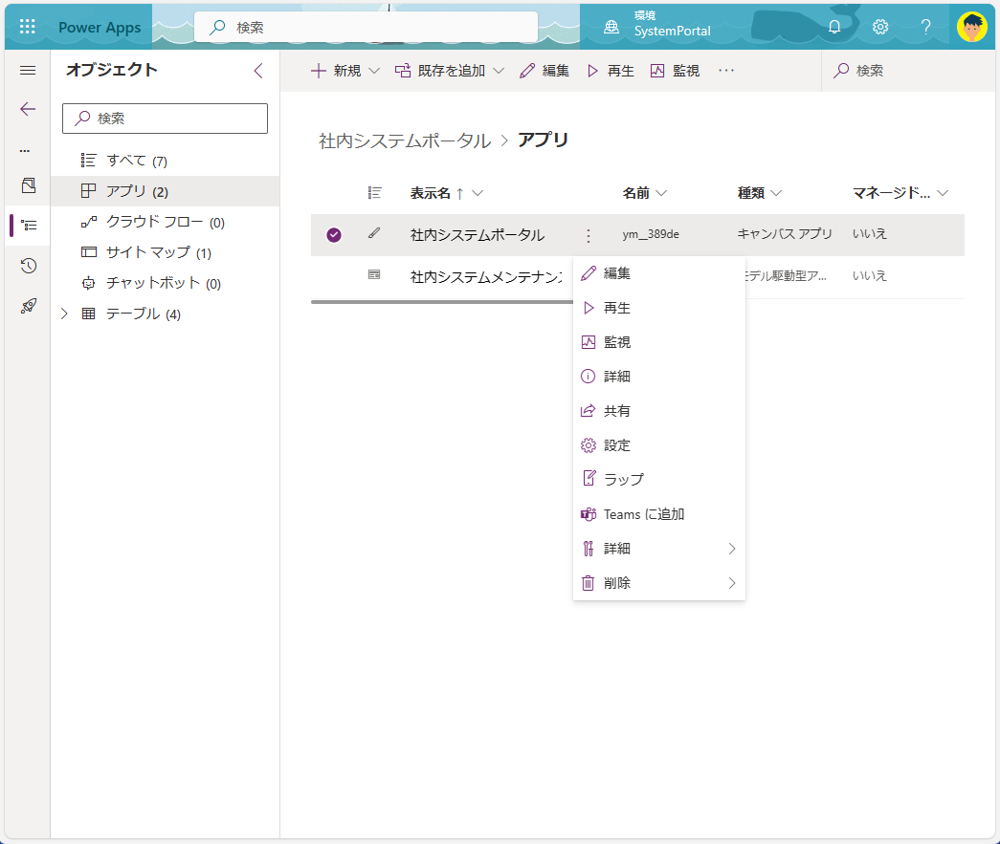 Power Apps
検索
環境
SystemPortal
オブジェクト
検索
すべて (7)
アプリ (2)
クラウド フロー (0)
サイト マップ (1)
チャットボット (0)
テーブル (4)
新規
既存を追加
編集
再生
監視
···
検索
社内システムポータル > アプリ
表示名 ↑
名前
種類
マネージド...
社内システムポータル
ym_389de
キャンバス アプリ
いいえ
社内システムメンテナンス
モデル駆動型ア...
いいえ
編集
再生
監視
詳細
共有
設定
ラップ
Teams に追加
詳細
削除